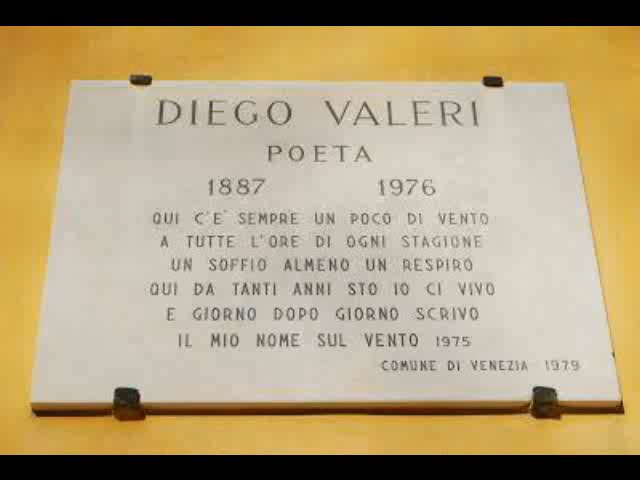 DIEGO VALERI
POETA
1887 1976
QUI C'E' SEMPRE UN POCO DI VENTO
A TUTTE L'ORE DI OGNI STAGIONE
UN SOFFIO ALMENO UN RESPIRO
QUI DA TANTI ANNI STO IO CI VIVO
E GIORNO DOPO GIORNO SCRIVO
IL MIO NOME SUL VENTO 1975
COMUNE DI VENEZIA 1979